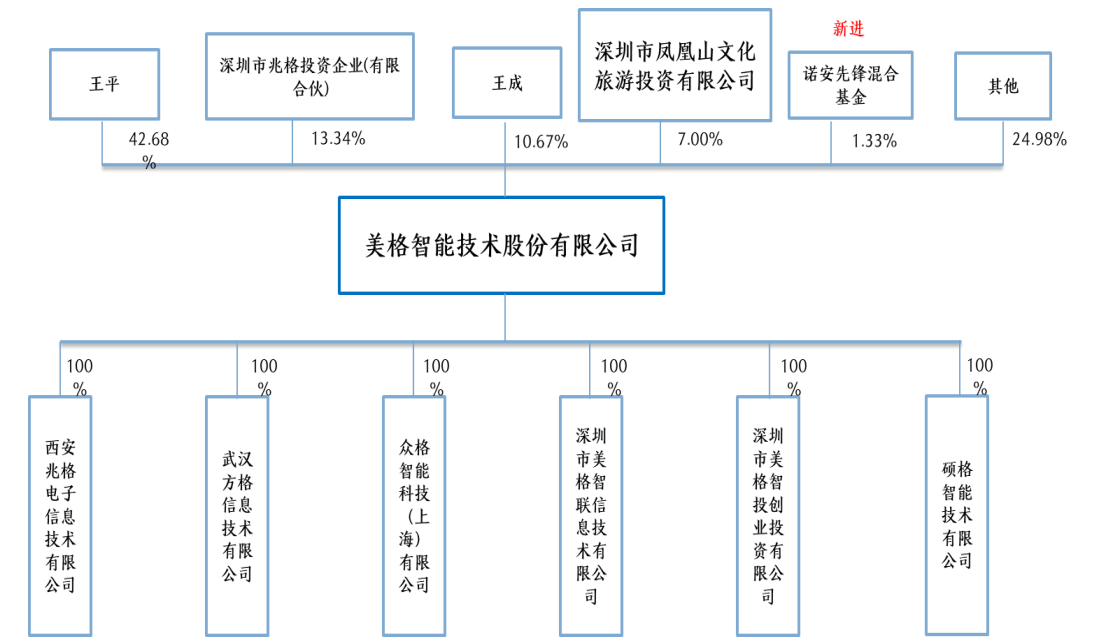 新进
王平
深圳市兆格投资企业(有限
合伙)
王成
深圳市凤凰山文化
旅游投资有限公司
诺安先锋混合
基金
其他
42.68
%
13.34%
10.67%
7.00%
1.33%
24.98%
美格智能技术股份有限公司
100
%
100
%
100
%
100
%
100
%
100
%
西安
兆格
电子
信息
技术
有限
公司
武汉
方格
信息
技术
有限
公司
众格
智能
科技
（上
海）
有限
公司
深圳
市美
格智
联信
息技
术有
限公
司
深圳
市美
格智
投创
业投
资有
限公
司
硕格
智能
技术
有限
公司